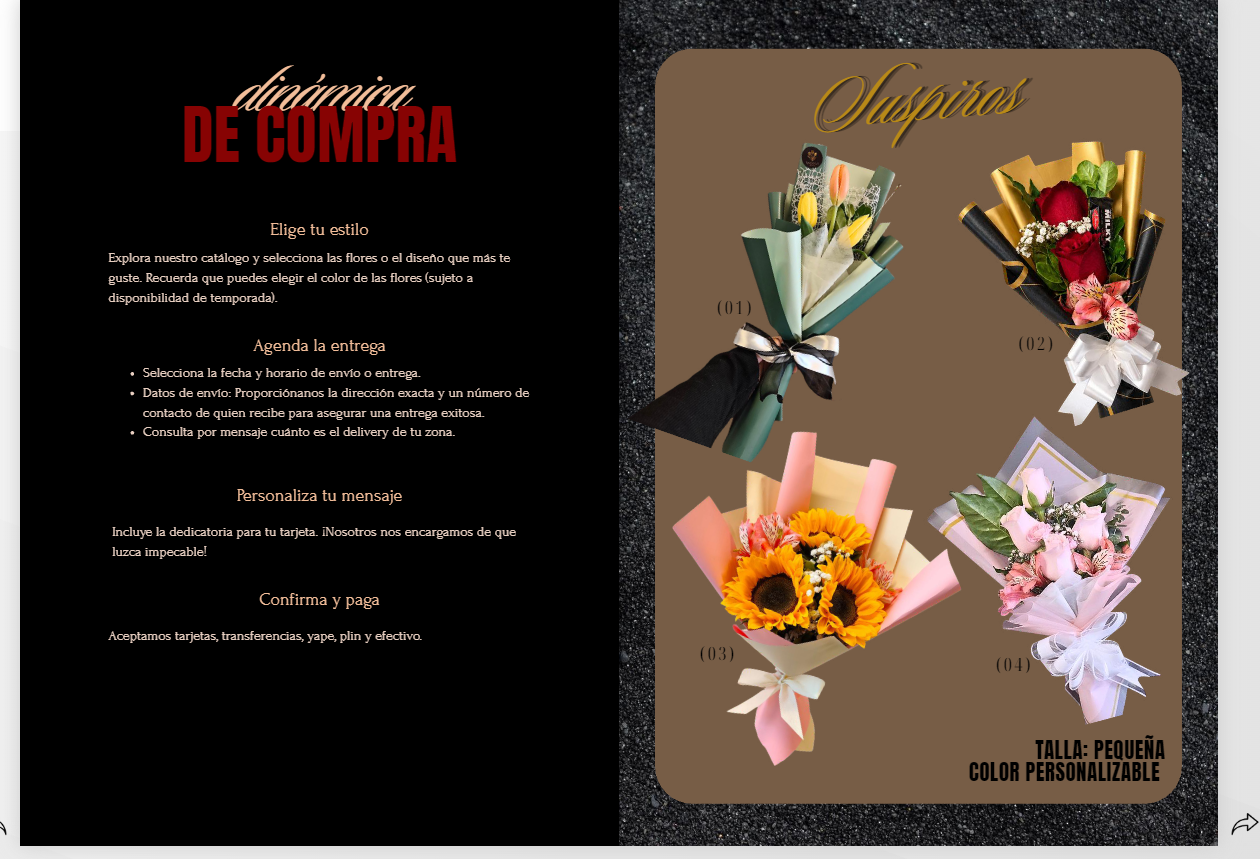 dinámica
DE COMPRA
Elige tu estilo
Explora nuestro catálogo y selecciona las flores o el diseño que más te
guste. Recuerda que puedes elegir el color de las flores (sujeto a
disponibilidad de temporada).
Agenda la entrega
• Selecciona la fecha y horario de envío o entrega.
• Datos de envío: Proporciónanos la dirección exacta y un número de
contacto de quien recibe para asegurar una entrega exitosa.
• Consulta por mensaje cuánto es el delivery de tu zona.
Personaliza tu mensaje
Incluye la dedicatoria para tu tarjeta. ¡Nosotros nos encargamos de que
luzca impecable!
Confirma y paga
Aceptamos tarjetas, transferencias, yape, plin y efectivo.
Suspiros
(01)
MILKY
(02)
(03)
(04)
TALLA: PEQUEÑA
COLOR PERSONALIZABLE